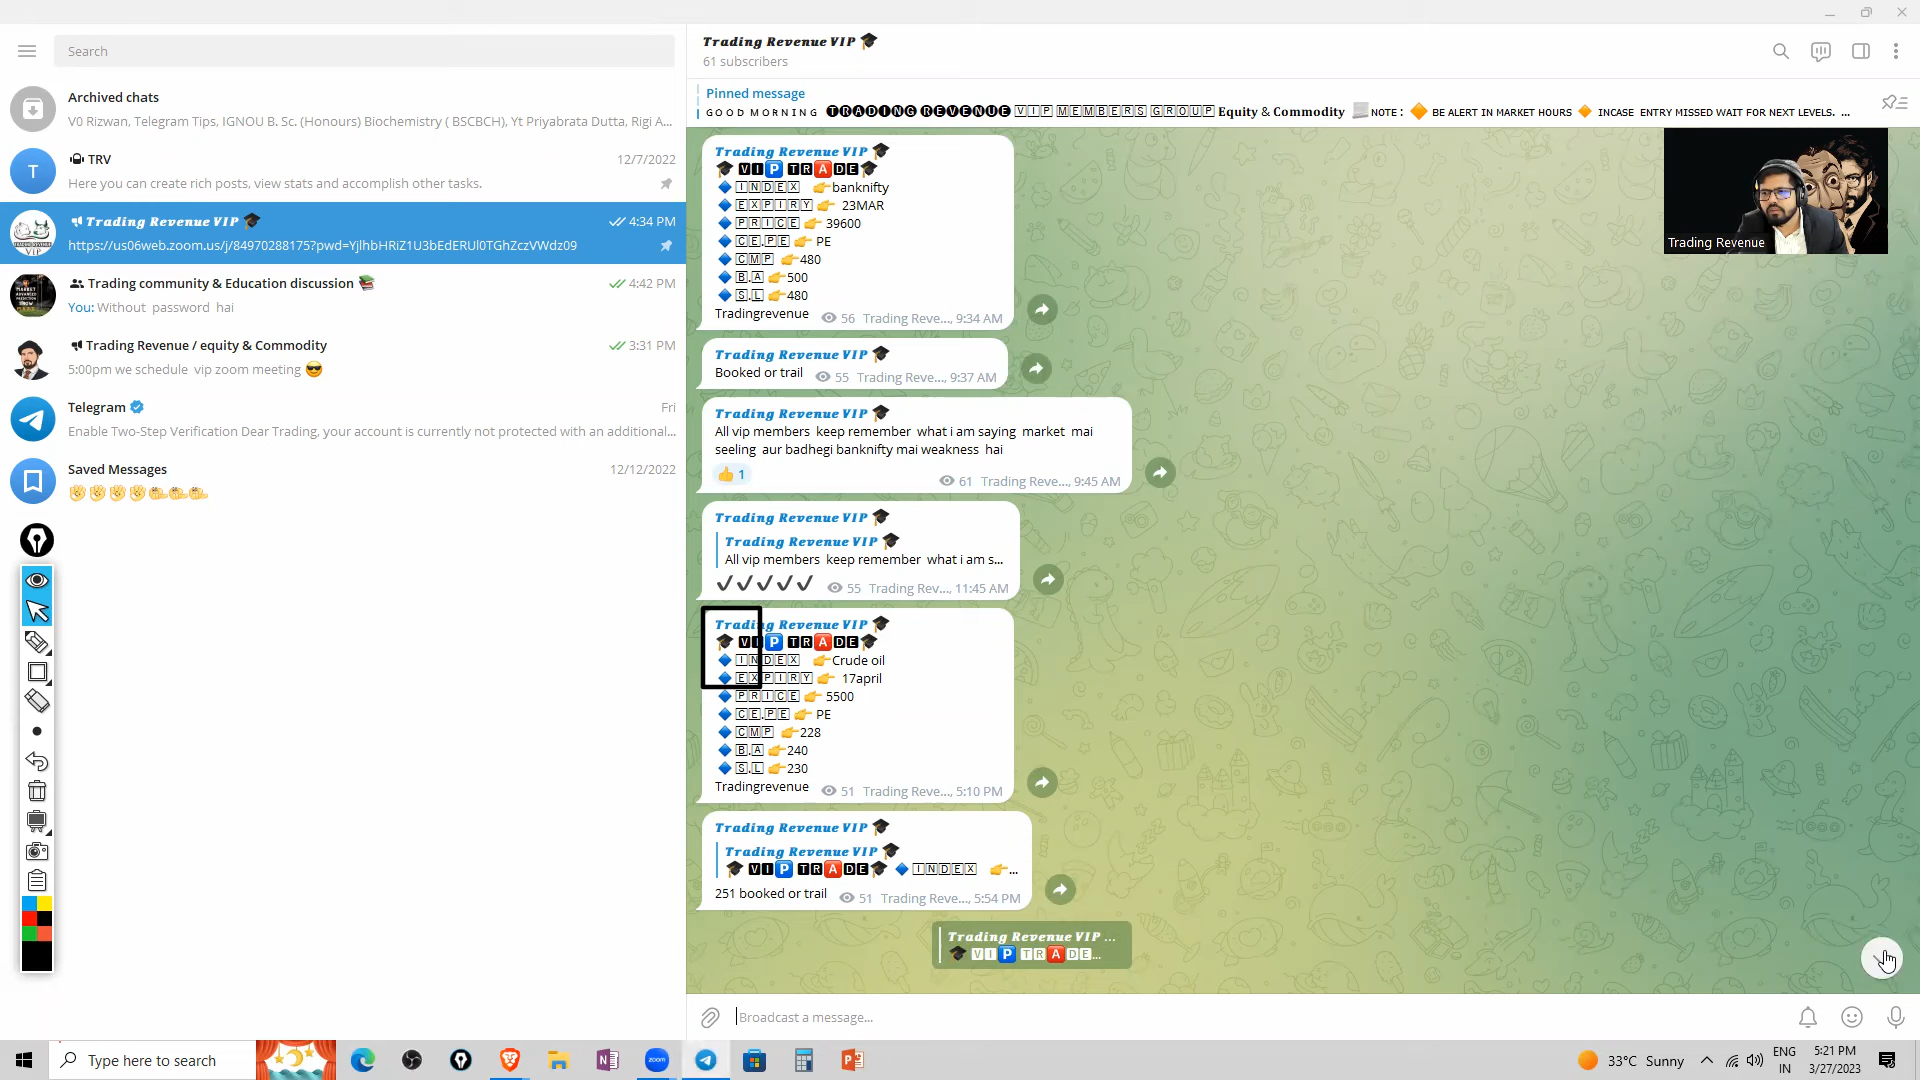 Search
Archived chats
V0 Rizwan, Telegram Tips, IGNOU B. Sc. (Honours) Biochemistry ( BSCBCH), Yt Priyabrata Dutta, Rigi A...
T
TRV
12/7/2022
Here you can create rich posts, view stats and accomplish other tasks.
Trading Revenue VIP 🎓
4:34 PM
https://us06web.zoom.us/j/84970288175?pwd=YjlhbHRiZ1U3bEdERUl0TGhZczVWdz09
Trading community & Education discussion 📚
4:42 PM
You: Without password hai
Trading Revenue / equity & Commodity
3:31 PM
5:00pm we schedule vip zoom meeting 😎
Telegram
Fri
Enable Two-Step Verification Dear Trading, your account is currently not protected with an additional...
Saved Messages
12/12/2022
Trading Revenue VIP 🎓
61 subscribers
Pinned message
GOOD MORNING TRADING REVENUE VIP MEMBERS GROUP Equity & Commodity NOTE : 🔶 BE ALERT IN MARKET HOURS 🔸 INCASE ENTRY MISSED WAIT FOR NEXT LEVELS. ...
Trading Revenue
Trading Revenue VIP 🎓
🎓 VIP TRADE🎓
🔷 INDEX 👉banknifty
🔷 EXPIRY 👉 23MAR
🔷 PRICE 👉 39600
🔷 CE.PE 👉 PE
🔷 CMP 👉480
🔷 B.A 👉500
🔷 S.L 👉480
Tradingrevenue
56 Trading Reve..., 9:34 AM
Trading Revenue VIP 🎓
Booked or trail
55 Trading Reve..., 9:37 AM
Trading Revenue VIP 🎓
All vip members keep remember what i am saying market mai
seeling aur badhegi banknifty mai weakness hai
👍 1
61 Trading Reve..., 9:45 AM
Trading Revenue VIP 🎓
Trading Revenue VIP 🎓
All vip members keep remember what i am s...
✔✔✔✔✔
55 Trading Rev..., 11:45 AM
Trading Revenue VIP 🎓
🎓 VIP TRADE🎓
🔷 INDEX 👉Crude oil
🔷 EXPIRY 👉 17april
🔷 PRICE 👉 5500
🔷 CE.PE 👉 PE
🔷 CMP 👉228
🔷 B.A 👉240
🔷 S.L 👉230
Tradingrevenue
51 Trading Reve..., 5:10 PM
Trading Revenue VIP 🎓
Trading Revenue VIP 🎓
🎓 VIP TRADE🎓 🔷 INDEX 👉...
251 booked or trail
51 Trading Reve..., 5:54 PM
Trading Revenue VIP ...
🎓 VIP TRADE...
Broadcast a message...
Type here to search
zoom
33°C Sunny
ENG
IN
5:21 PM
3/27/2023